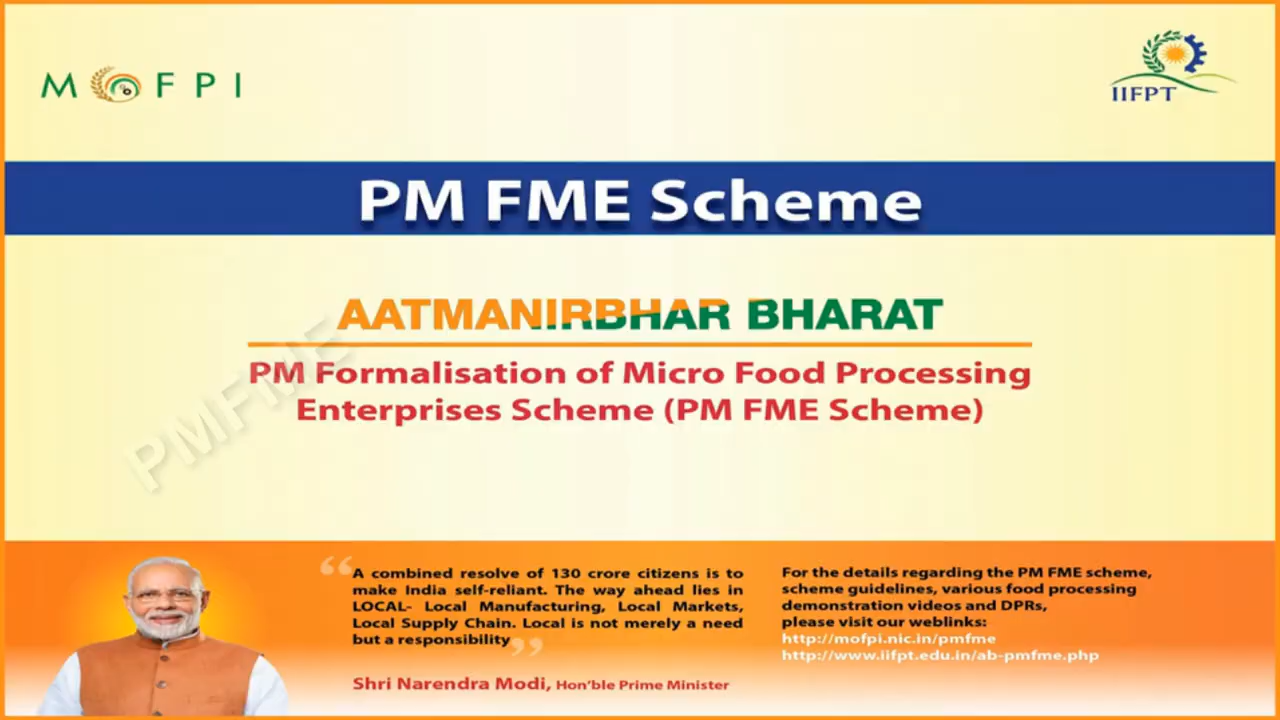 MOFPI
IIFPT
PM FME Scheme
AATMANIRBHAR BHARAT
PM Formalisation of Micro Food Processing
Enterprises Scheme (PM FME Scheme)
PMFME
“A combined resolve of 130 crore citizens is to
make India self-reliant. The way ahead lies in
LOCAL- Local Manufacturing, Local Markets,
Local Supply Chain. Local is not merely a need
but a responsibility”
Shri Narendra Modi, Hon'ble Prime Minister
For the details regarding the PM FME scheme,
scheme guidelines, various food processing
demonstration videos and DPRs,
please visit our weblinks:
http://mofpi.nic.in/pmfme
http://www.iifpt.edu.in/ab-pmfme.php